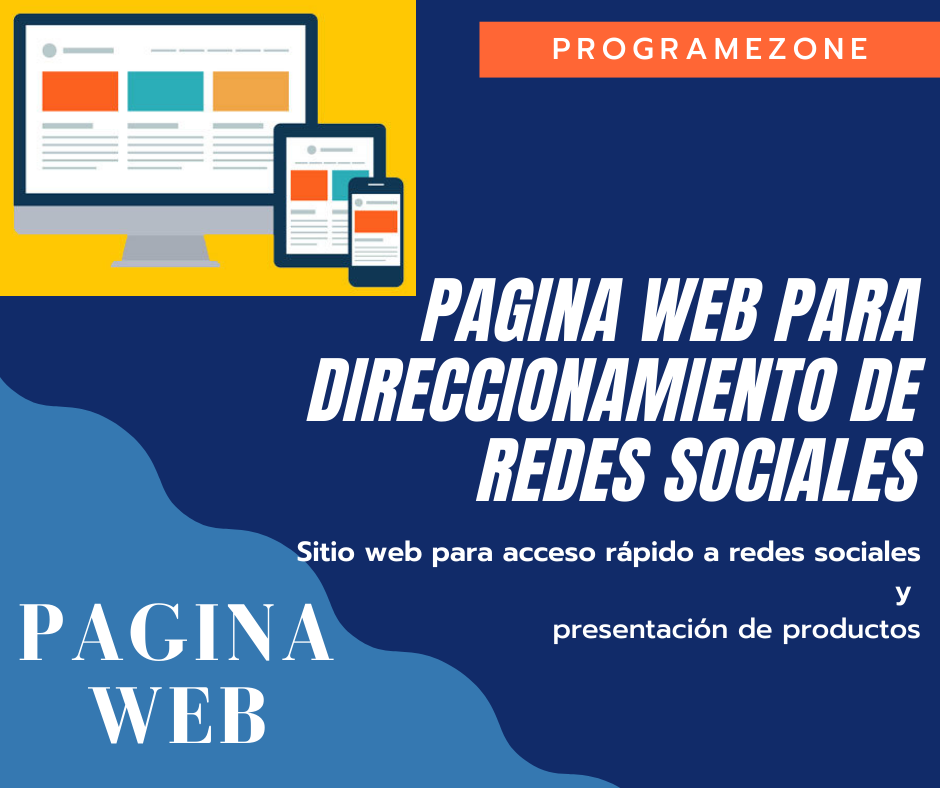 PROGRAMEZONE
PAGINA WEB PARA
DIRECCIONAMIENTO DE
REDES SOCIALES
Sitio web para acceso rápido a redes sociales
y
presentación de productos
PAGINA
WEB